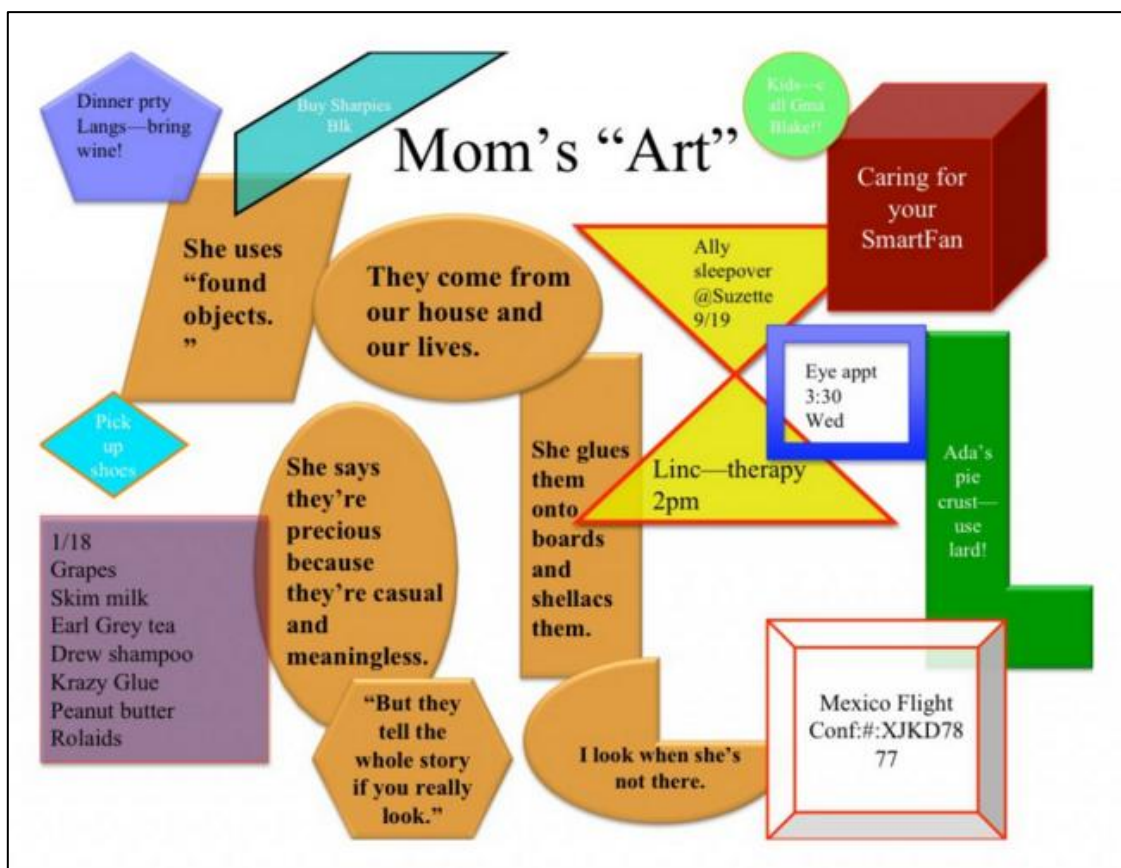 Mom’s “Art”
Dinner prty
Langs—bring
wine!
Buy Sharpies
Blk
Kids—c
all Gma
Blake!!
Caring for
your
SmartFan
She uses
“found
objects.
”
They come from
our house and
our lives.
Ally
sleepover
@Suzette
9/19
Eye appt
3:30
Wed
Pick
up
shoes
She says
they’re
precious
because
they’re casual
and
meaningless.
She glues
them
onto
boards
and
shellacs
them.
Linc—therapy
2pm
Ada’s
pie
crust—
use
lard!
1/18
Grapes
Skim milk
Earl Grey tea
Drew shampoo
Krazy Glue
Peanut butter
Rolaids
“But they
tell the
whole story
if you really
look.”
I look when she’s
not there.
Mexico Flight
Conf:#:XJKD78
77